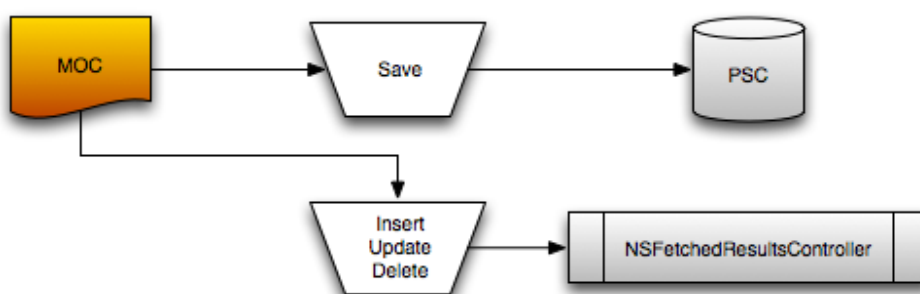 MOC
Save
PSC
Insert
Update
Delete
NSFetchedResultsController